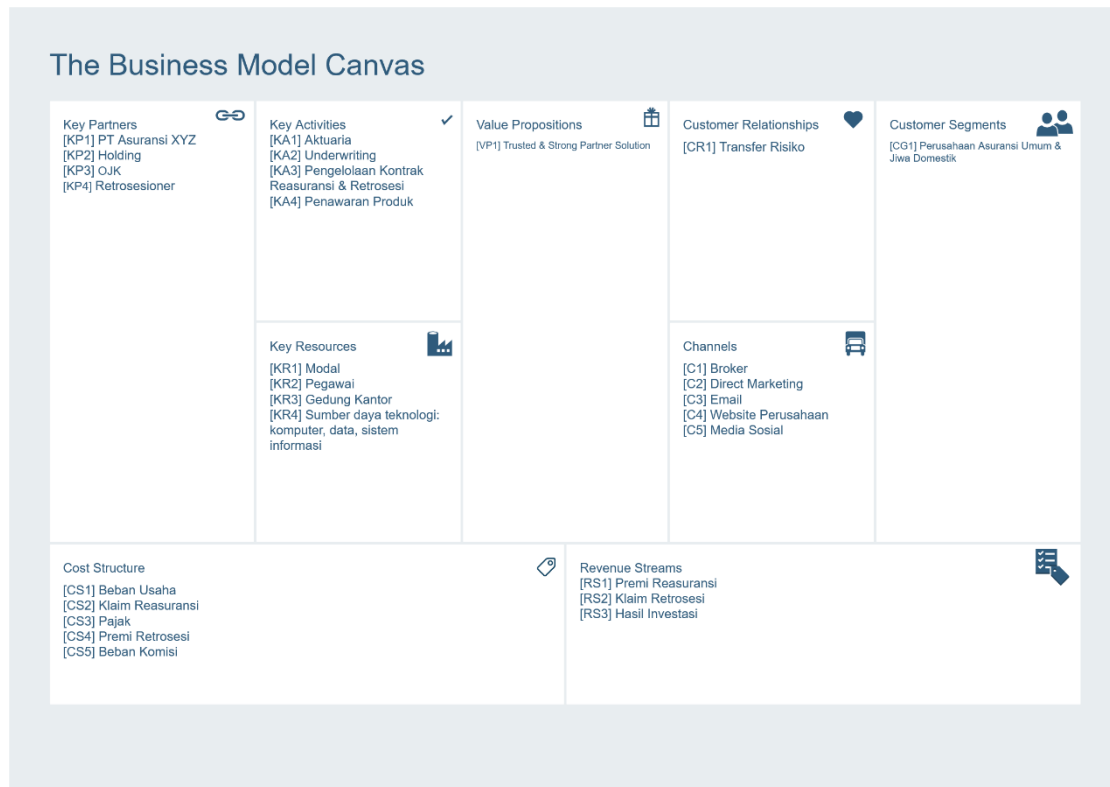 The Business Model Canvas
Key Partners
[KP1] PT Asuransi XYZ
[KP2] Holding
[KP3] OJK
[KP4] Retrosesioner
Key Activities
[KA1] Aktuaria
[KA2] Underwriting
[KA3] Pengelolaan Kontrak
Reasuransi & Retrosesi
[KA4] Penawaran Produk
Key Resources
[KR1] Modal
[KR2] Pegawai
[KR3] Gedung Kantor
[KR4] Sumber daya teknologi:
komputer, data, sistem
informasi
Value Propositions
[VP1] Trusted & Strong Partner Solution
Customer Relationships
[CR1] Transfer Risiko
Channels
[C1] Broker
[C2] Direct Marketing
[C3] Email
[C4] Website Perusahaan
[C5] Media Sosial
Customer Segments
[CG1] Perusahaan Asuransi Umum &
Jiwa Domestik
Cost Structure
[CS1] Beban Usaha
[CS2] Klaim Reasuransi
[CS3] Pajak
[CS4] Premi Retrosesi
[CS5] Beban Komisi
Revenue Streams
[RS1] Premi Reasuransi
[RS2] Klaim Retrosesi
[RS3] Hasil Investasi